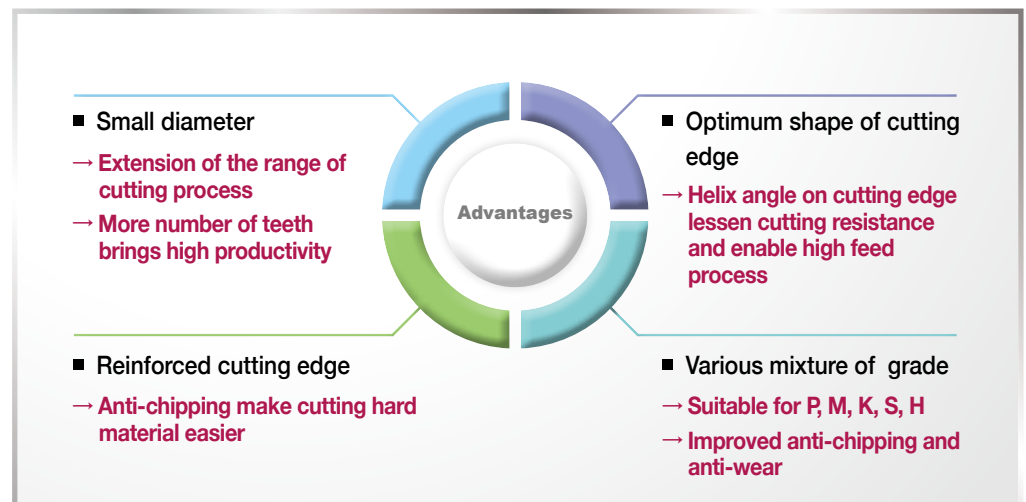 ■ Small diameter
→ Extension of the range of
cutting process
→ More number of teeth
brings high productivity
Advantages
■ Optimum shape of cutting
edge
→ Helix angle on cutting edge
lessen cutting resistance
and enable high feed
process
■ Reinforced cutting edge
→ Anti-chipping make cutting hard
material easier
■ Various mixture of grade
→ Suitable for P, M, K, S, H
→ Improved anti-chipping and
anti-wear